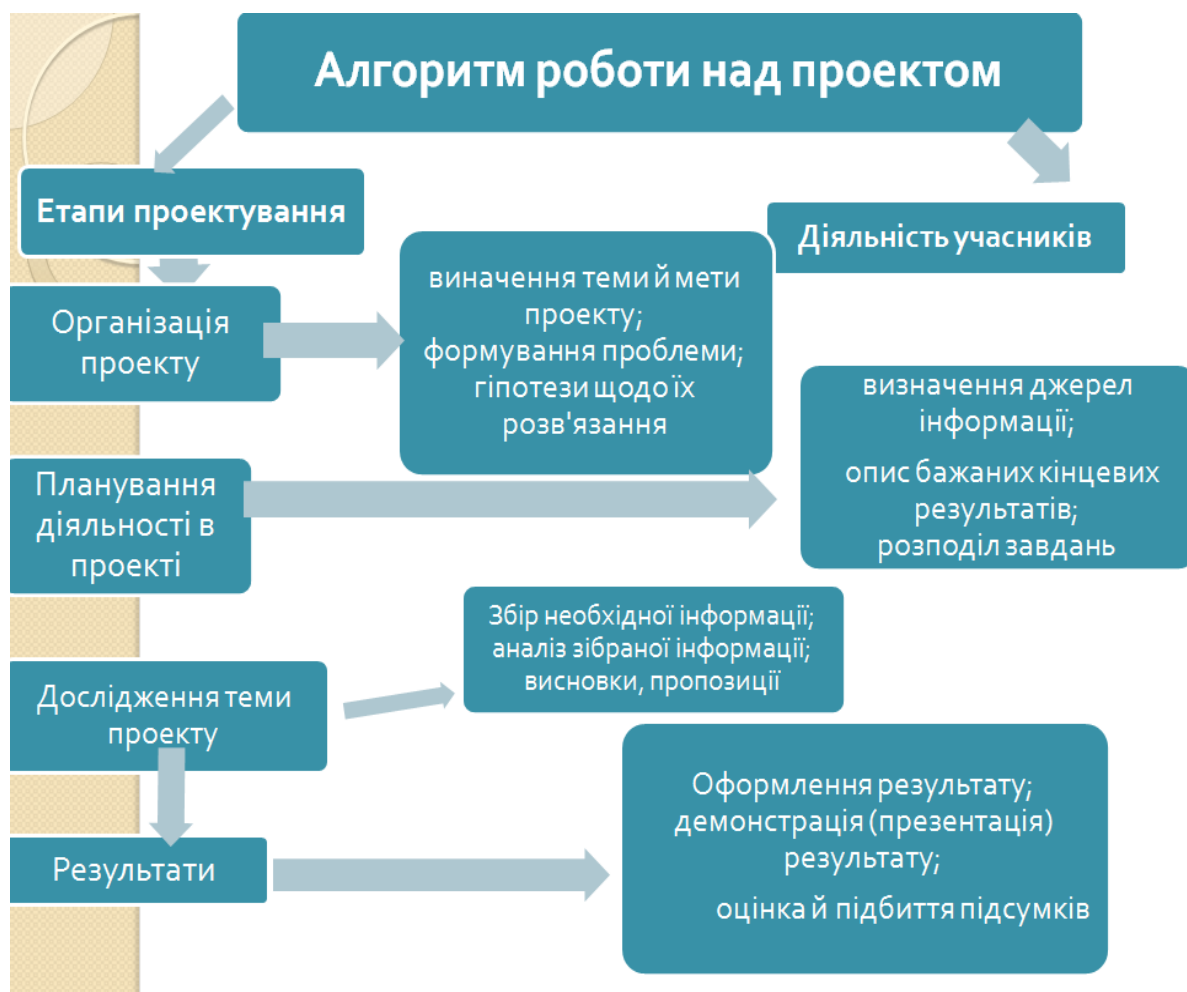 Алгоритм роботи над проектом
Етапи проектування
Діяльність учасників
Організація
проекту
виначення теми й мети
проекту;
формування проблеми;
гіпотези щодо їх
розв'язання
Планування
діяльності в
проекті
визначення джерел
інформації;
опис бажаних кінцевих
результатів;
розподіл завдань
Дослідження теми
проекту
Збір необхідної інформації;
аналіз зібраної інформації;
висновки, пропозиції
Результати
Оформлення результату;
демонстрація (презентація)
результату;
оцінка й підбиття підсумків